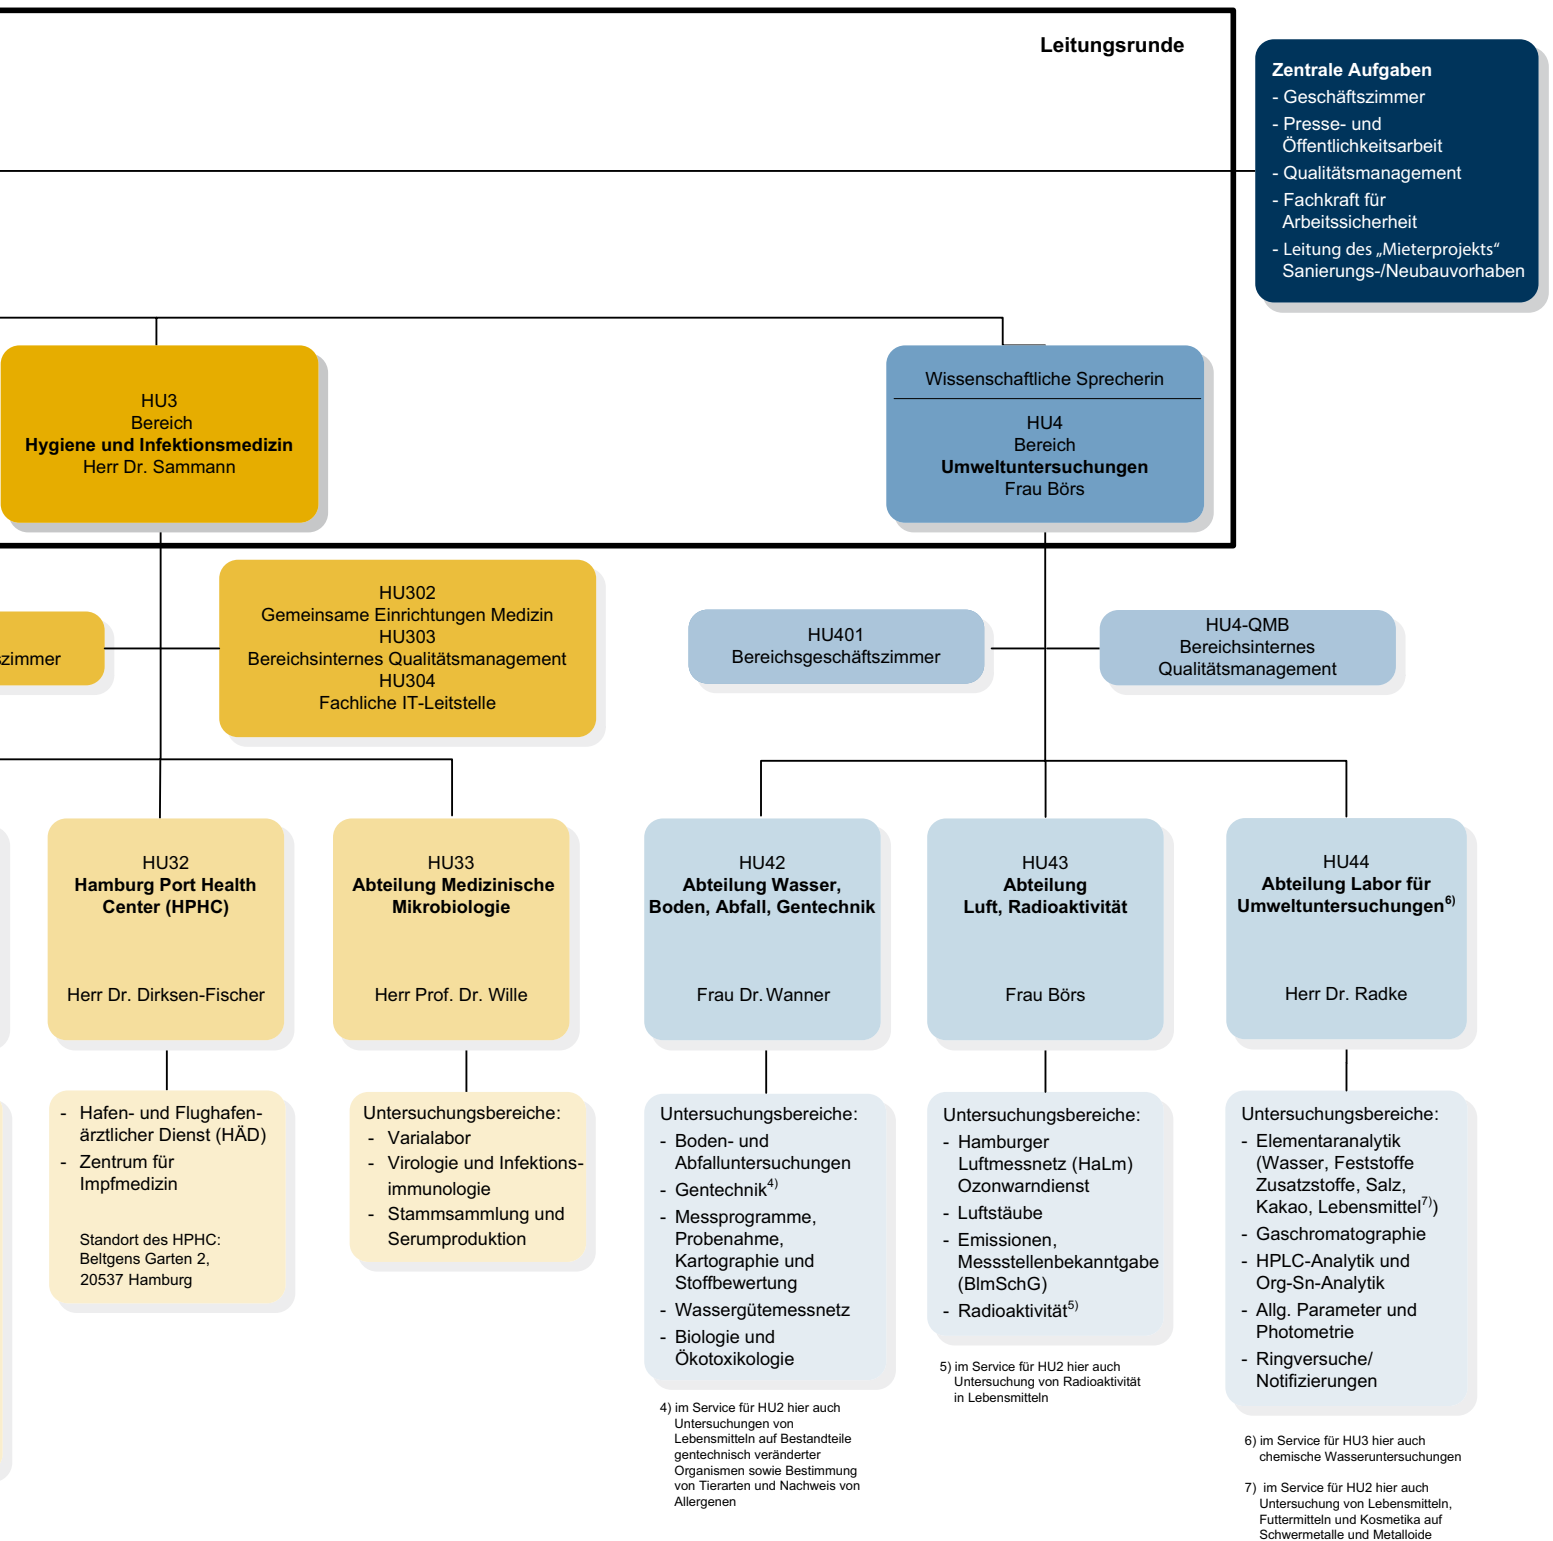 Leitungsrunde
Zentrale Aufgaben
- Geschäftszimmer
- Presse- und
Öffentlichkeitsarbeit
- Qualitätsmanagement
- Fachkraft für
Arbeitssicherheit
- Leitung des „Mieterprojekts“
Sanierungs-/Neubauvorhaben
HU3
Bereich
Hygiene und Infektionsmedizin
Herr Dr. Sammann
Wissenschaftliche Sprecherin
HU4
Bereich
Umweltuntersuchungen
Frau Börs
zimmer
HU302
Gemeinsame Einrichtungen Medizin
HU303
Bereichsinternes Qualitätsmanagement
HU304
Fachliche IT-Leitstelle
HU401
Bereichsgeschäftszimmer
HU4-QMB
Bereichsinternes
Qualitätsmanagement
HU32
Hamburg Port Health
Center (HPHC)
Herr Dr. Dirksen-Fischer
HU33
Abteilung Medizinische
Mikrobiologie
Herr Prof. Dr. Wille
HU42
Abteilung Wasser,
Boden, Abfall, Gentechnik
Frau Dr. Wanner
HU43
Abteilung
Luft, Radioaktivität
Frau Börs
HU44
Abteilung Labor für
Umweltuntersuchungen6)
Herr Dr. Radke
- Hafen- und Flughafen-
ärztlicher Dienst (HÄD)
- Zentrum für
Impfmedizin
Standort des HPHC:
Beltgens Garten 2,
20537 Hamburg
Untersuchungsbereiche:
- Varialabor
- Virologie und Infektions-
immunologie
- Stammsammlung und
Serumproduktion
Untersuchungsbereiche:
- Boden- und
Abfalluntersuchungen
- Gentechnik4)
- Messprogramme,
Probenahme,
Kartographie und
Stoffbewertung
- Wassergütemessnetz
- Biologie und
Ökotoxikologie
4) im Service für HU2 hier auch
Untersuchungen von
Lebensmitteln auf Bestandteile
gentechnisch veränderter
Organismen sowie Bestimmung
von Tierarten und Nachweis von
Allergenen
Untersuchungsbereiche:
- Hamburger
Luftmessnetz (HaLm)
Ozonwarndienst
- Luftstäube
- Emissionen,
Messstellenbekanntgabe
(BlmSchG)
- Radioaktivität5)
5) im Service für HU2 hier auch
Untersuchung von Radioaktivität
in Lebensmitteln
Untersuchungsbereiche:
- Elementaranalytik
(Wasser, Feststoffe
Zusatzstoffe, Salz,
Kakao, Lebensmittel7))
- Gaschromatographie
- HPLC-Analytik und
Org-Sn-Analytik
- Allg. Parameter und
Photometrie
- Ringversuche/
Notifizierungen
6) im Service für HU3 hier auch
chemische Wasseruntersuchungen
7) im Service für HU2 hier auch
Untersuchung von Lebensmitteln,
Futtermitteln und Kosmetika auf
Schwermetalle und Metalloide